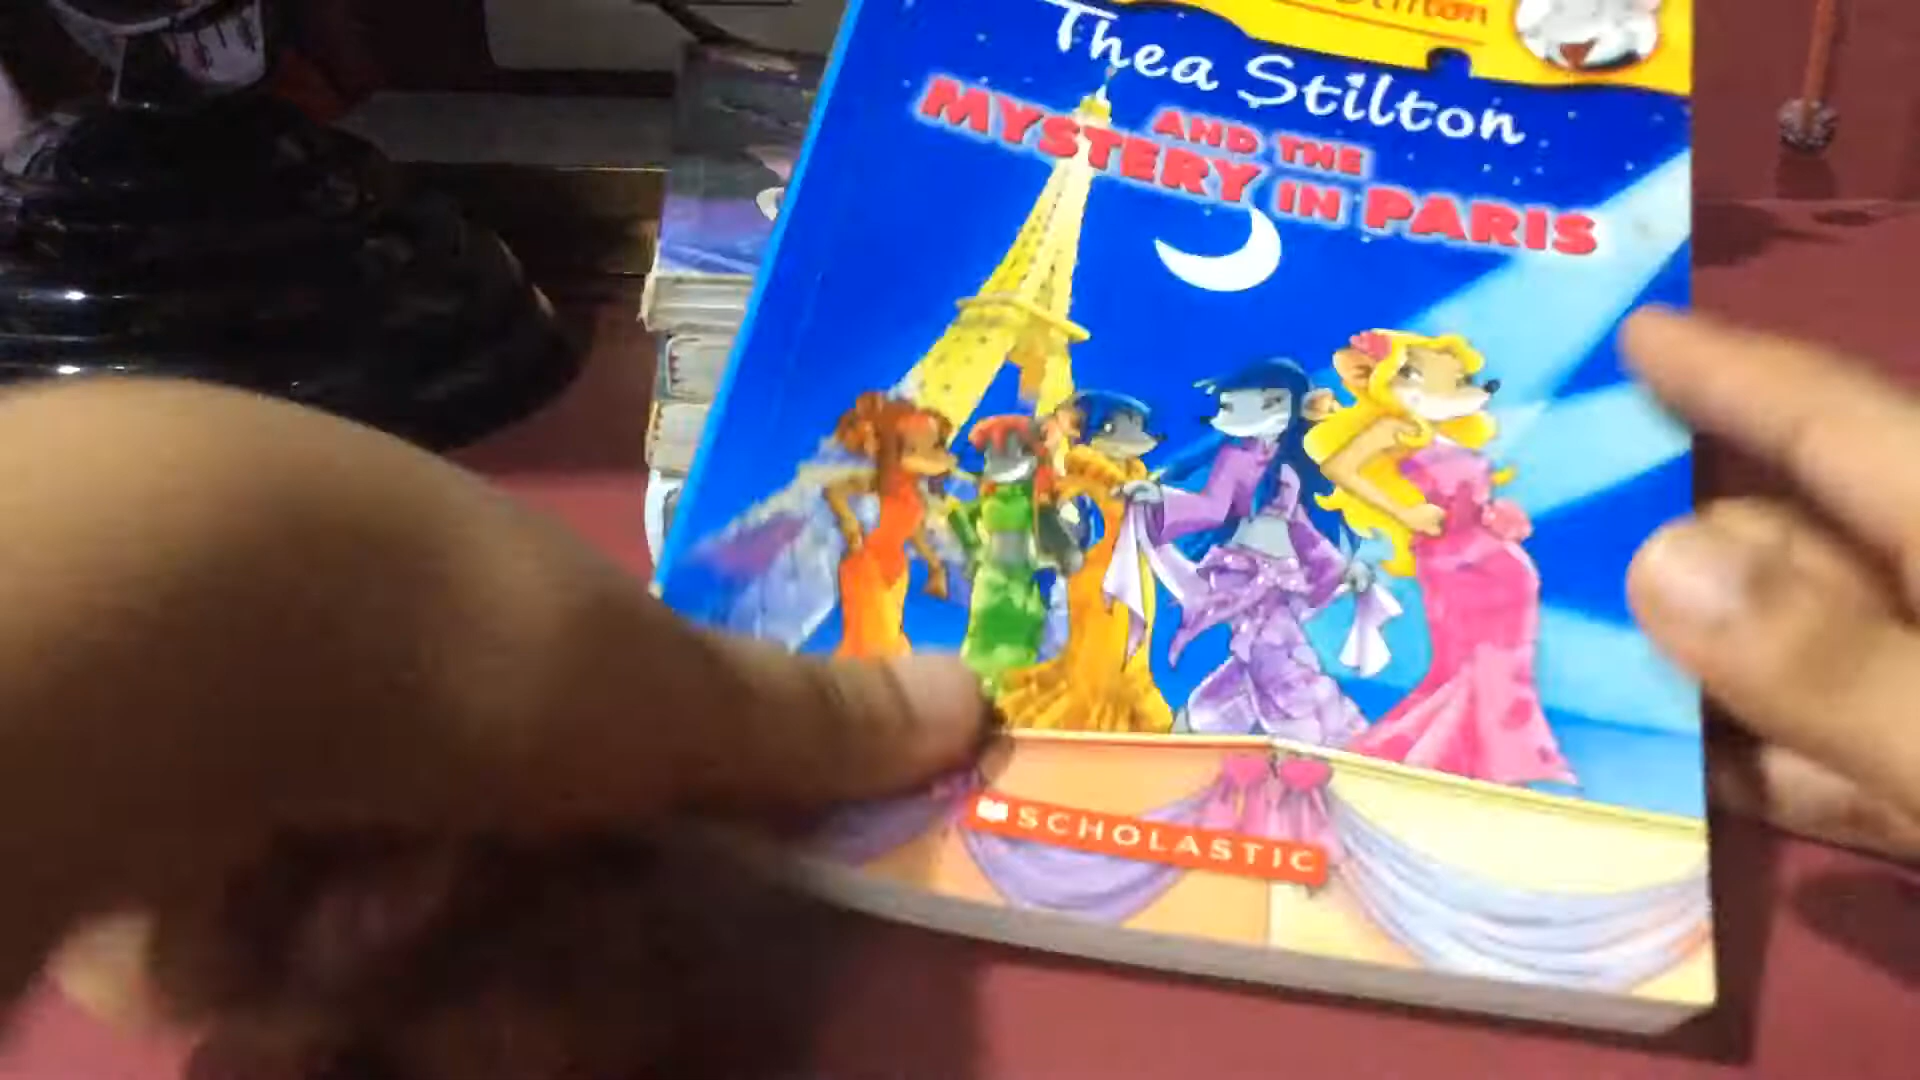 Stilton
Thea Stilton
AND THE
MYSTERY IN PARIS
SCHOLASTIC